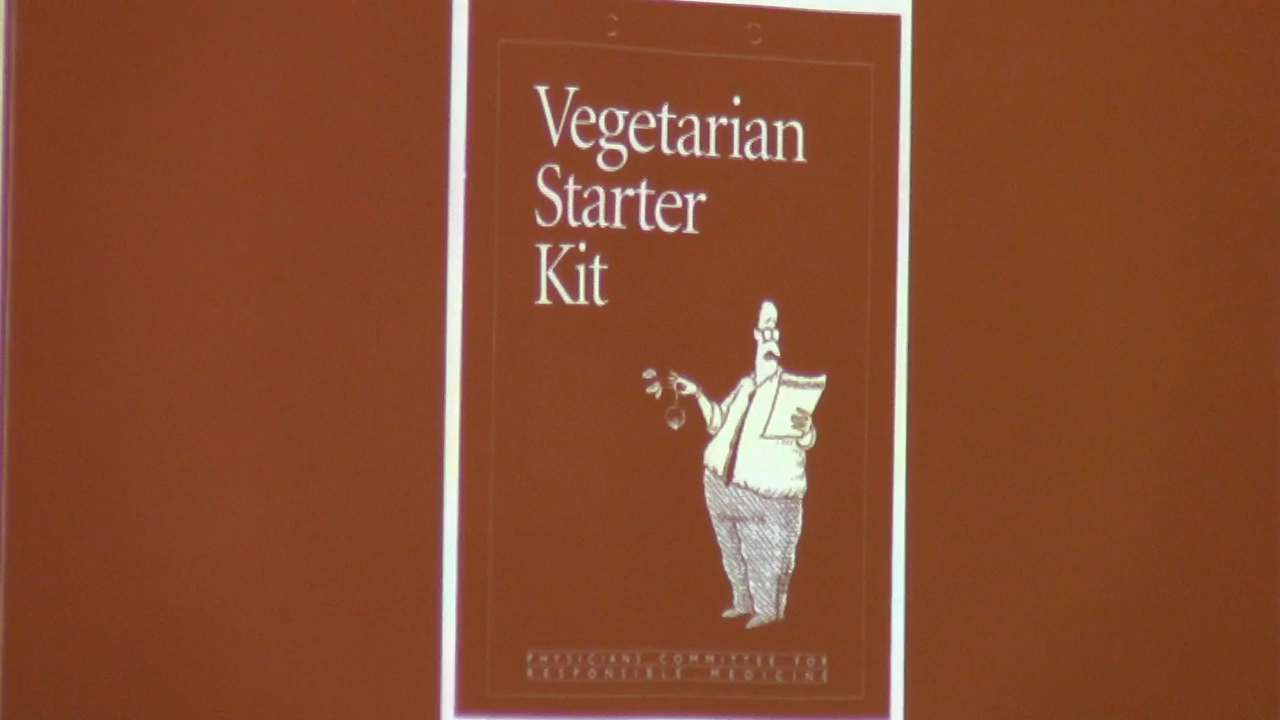 Vegetarian
Starter
Kit
PHYSICIANS COMMITTEE FOR
RESPONSIBLE MEDICINE